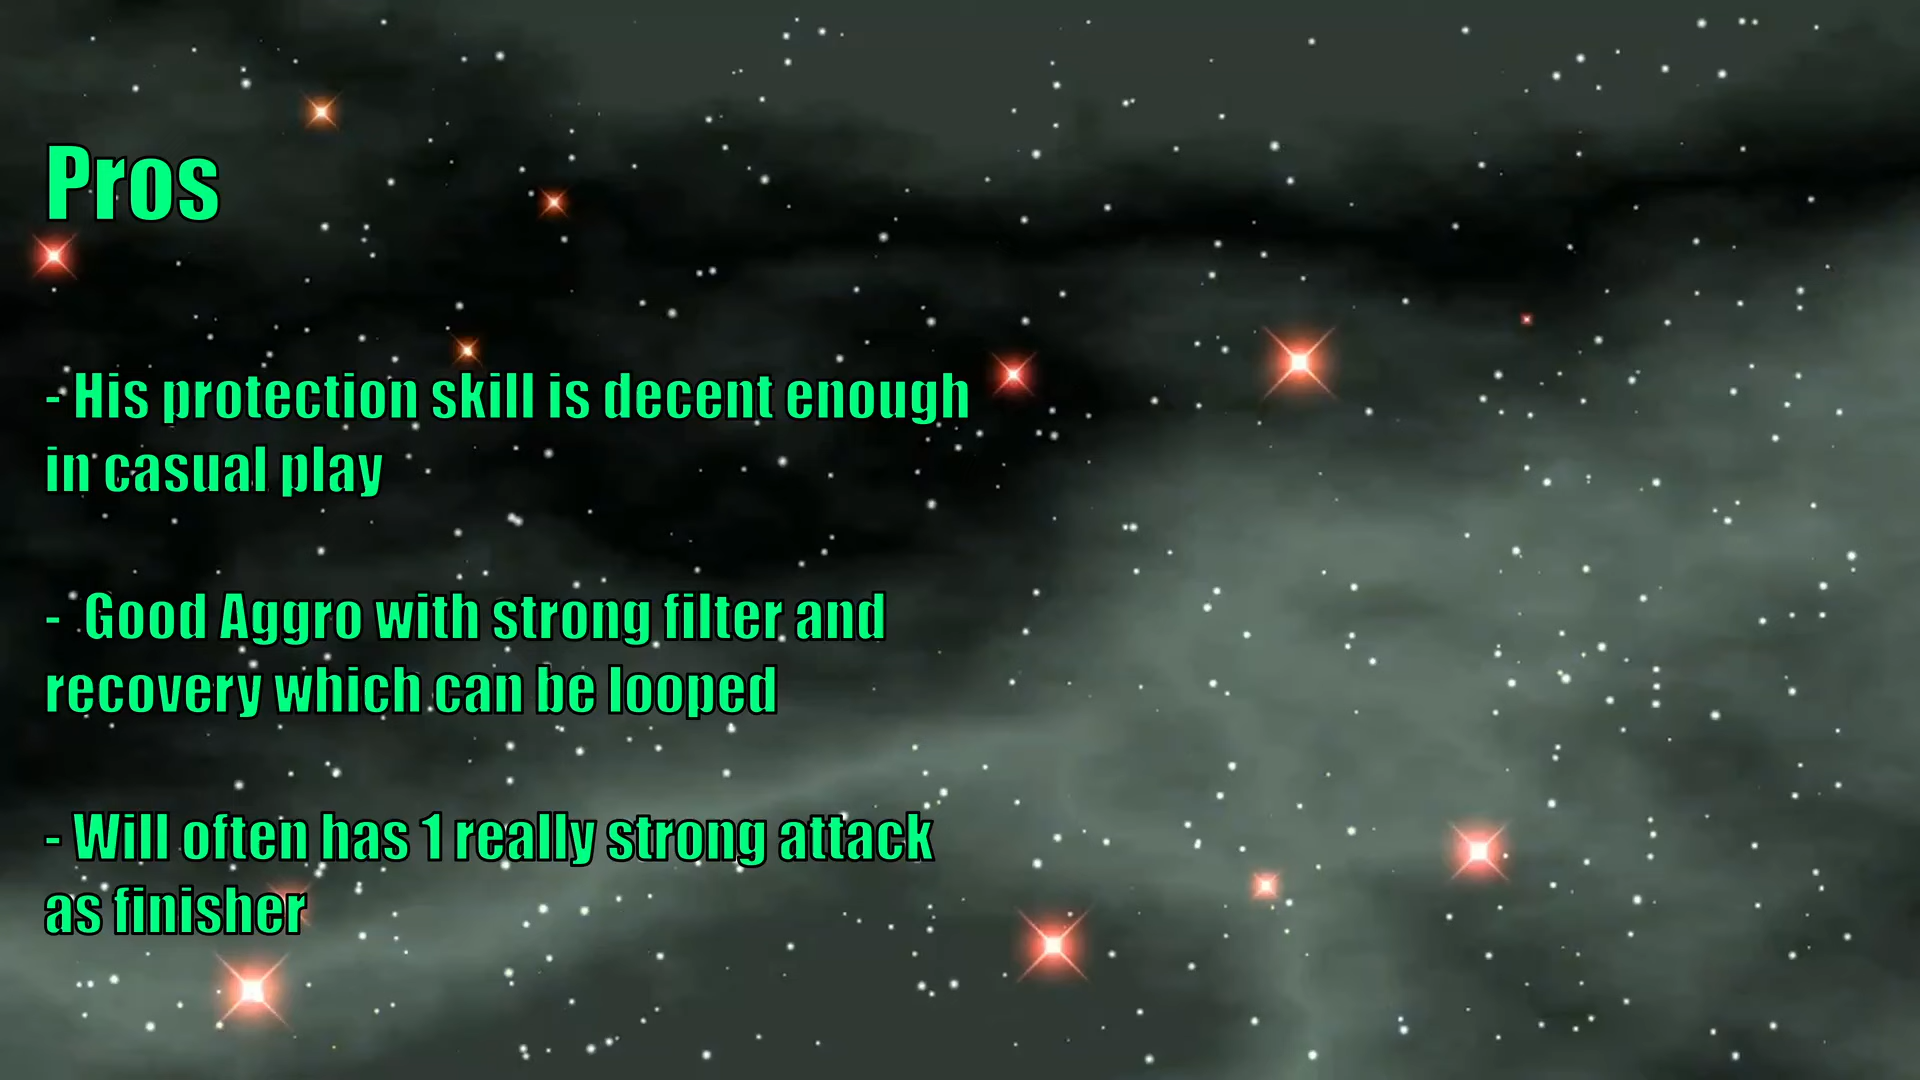 Pros
- His protection skill is decent enough
in casual play
-  Good Aggro with strong filter and
recovery which can be looped
- Will often has 1 really strong attack
as finisher